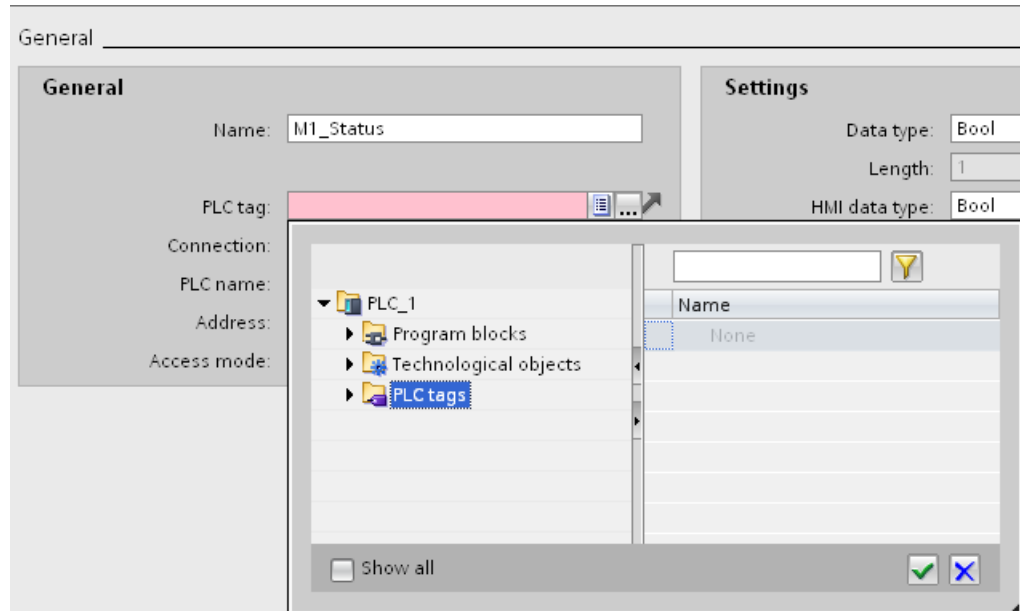 General
General
Name: M1_Status
PLC tag: ...
Connection:
PLC name:
Address:
Access mode:
Settings
Data type: Bool
Length: 1
HMI data type: Bool
PLC_1
Program blocks
Technological objects
PLC tags
Name
None
Show all